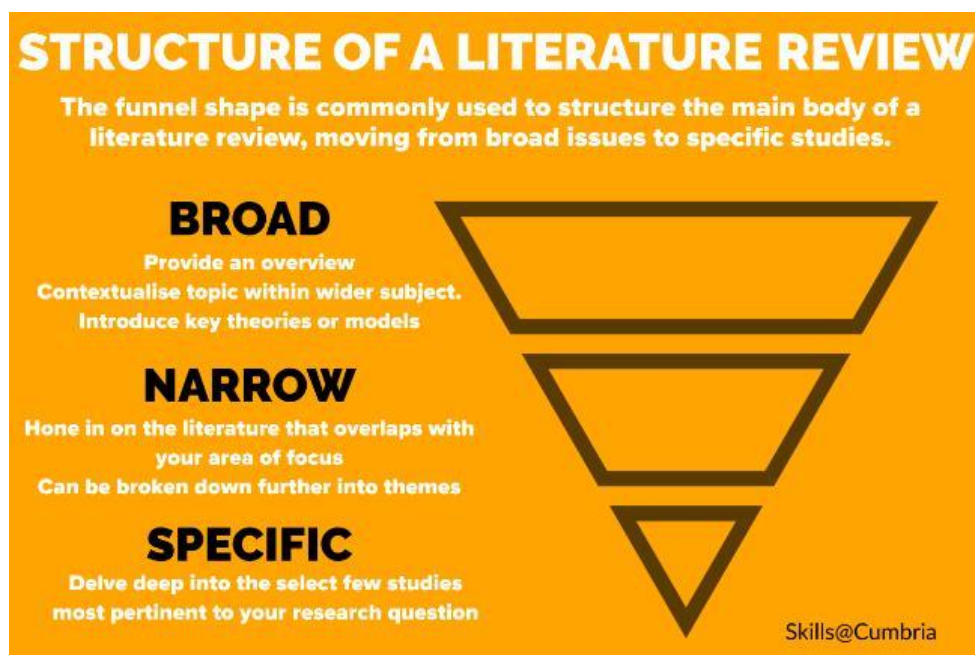 STRUCTURE OF A LITERATURE REVIEW
The funnel shape is commonly used to structure the main body of a
literature review, moving from broad issues to specific studies.
BROAD
Provide an overview
Contextualise topic within wider subject.
Introduce key theories or models
NARROW
Hone in on the literature that overlaps with
your area of focus
Can be broken down further into themes
SPECIFIC
Delve deep into the select few studies
most pertinent to your research question
Skills@Cumbria